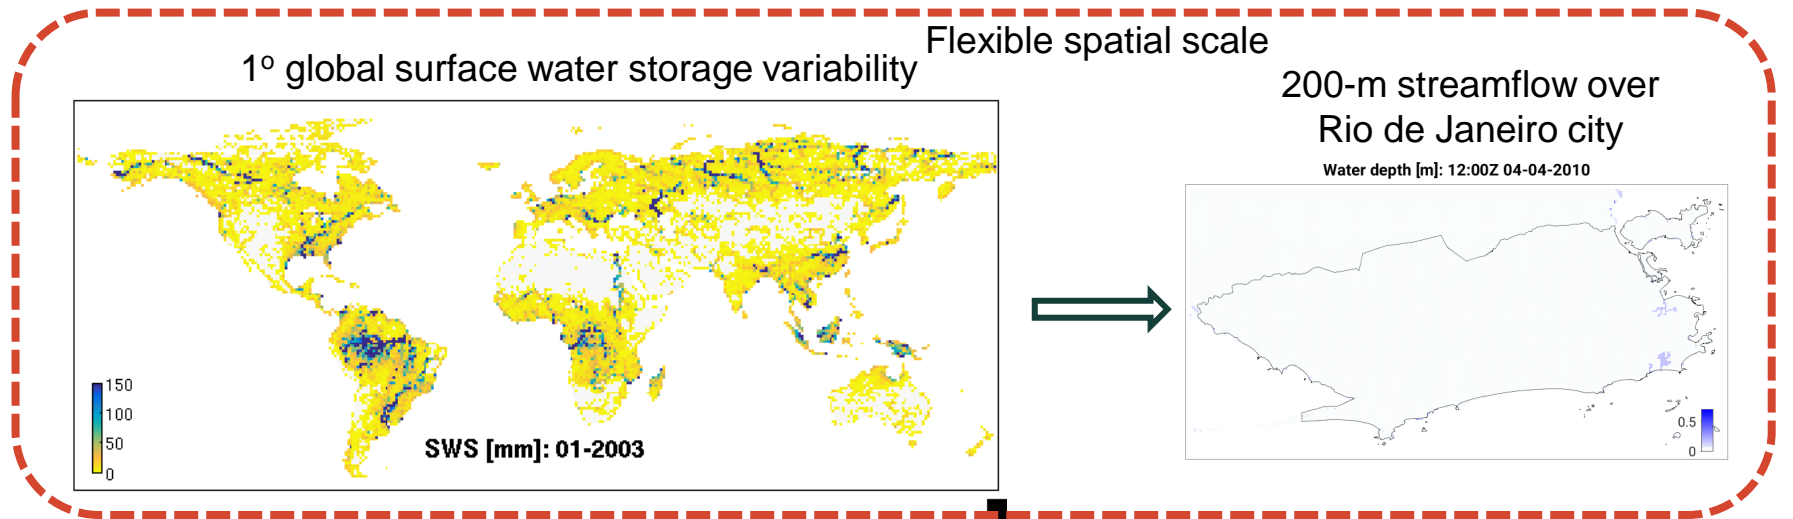 Flexible spatial scale
1º global surface water storage variability
200-m streamflow over
Rio de Janeiro city
Water depth [m]: 12:00Z 04-04-2010
150
100
50
0
SWS [mm]: 01-2003
0.5
0